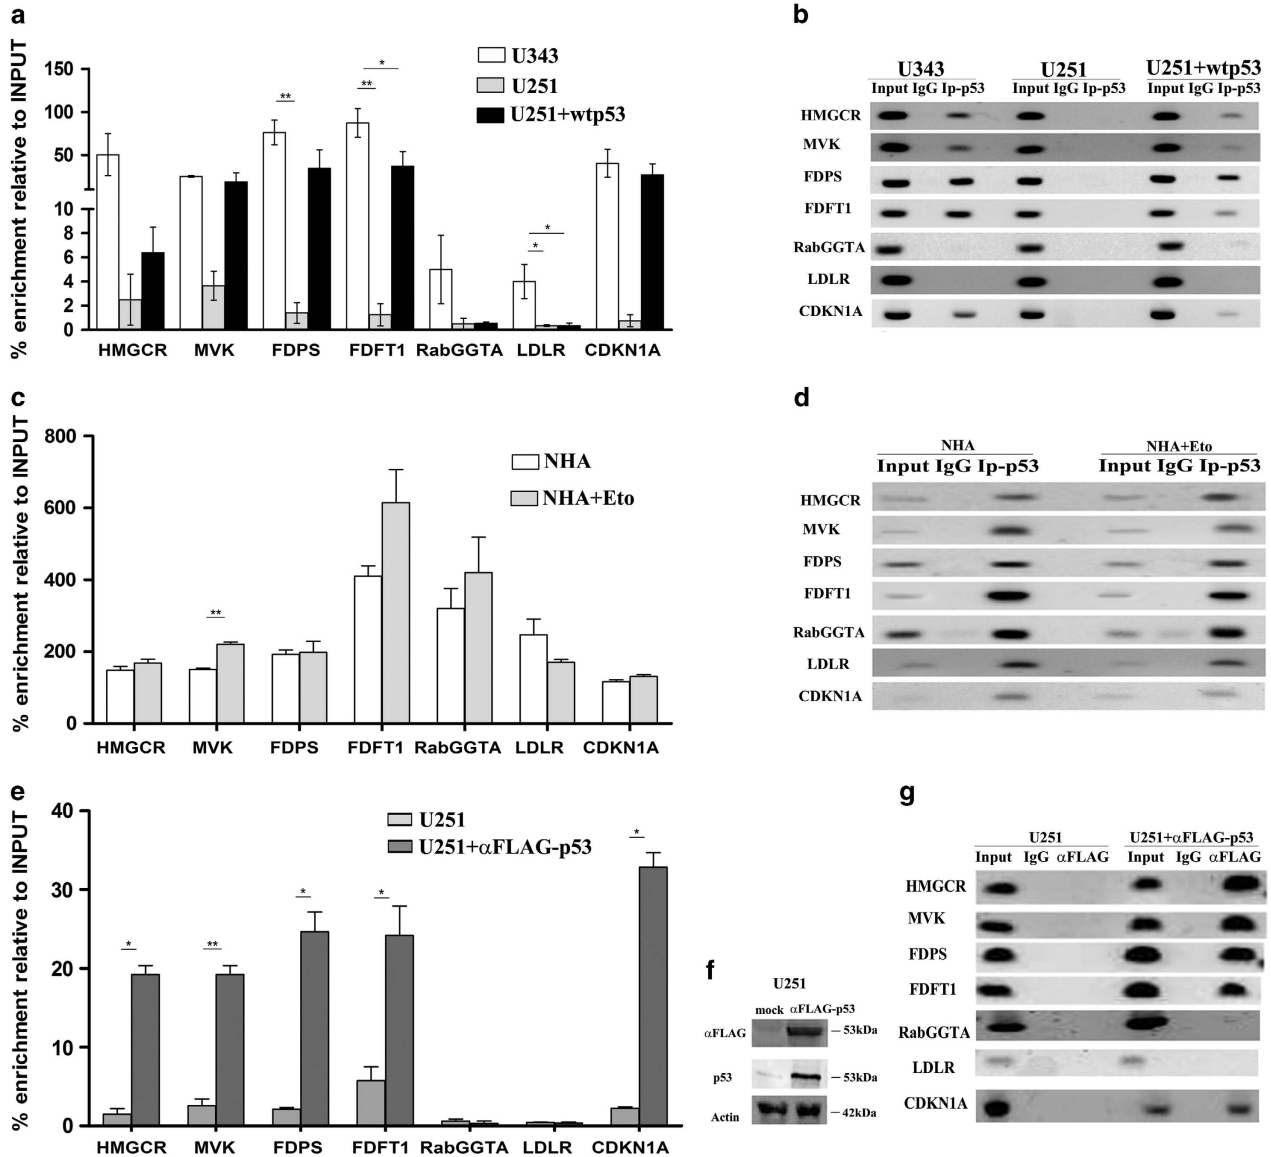 a
% enrichment relative to INPUT
150
100
50
10
8
6
4
2
0
U343
U251
U251+wtp53
**
**
*
*
*
HMGCR MVK FDPS FDFT1 RabGGTA LDLR CDKN1A
b
U343 U251 U251+wtp53
Input IgG Ip-p53 Input IgG Ip-p53 Input IgG Ip-p53
HMGCR
MVK
FDPS
FDFT1
RabGGTA
LDLR
CDKN1A
c
% enrichment relative to INPUT
800
600
400
200
0
NHA
NHA+Eto
**
HMGCR MVK FDPS FDFT1 RabGGTA LDLR CDKN1A
d
NHA NHA+Eto
Input IgG Ip-p53 Input IgG Ip-p53
HMGCR
MVK
FDPS
FDFT1
RabGGTA
LDLR
CDKN1A
e
% enrichment relative to INPUT
40
30
20
10
0
U251
U251+αFLAG-p53
*
**
*
*
*
HMGCR MVK FDPS FDFT1 RabGGTA LDLR CDKN1A
f
U251
mock αFLAG-p53
αFLAG – 53kDa
p53 – 53kDa
Actin – 42kDa
g
U251 U251+αFLAG-p53
Input IgG αFLAG Input IgG αFLAG
HMGCR
MVK
FDPS
FDFT1
RabGGTA
LDLR
CDKN1A